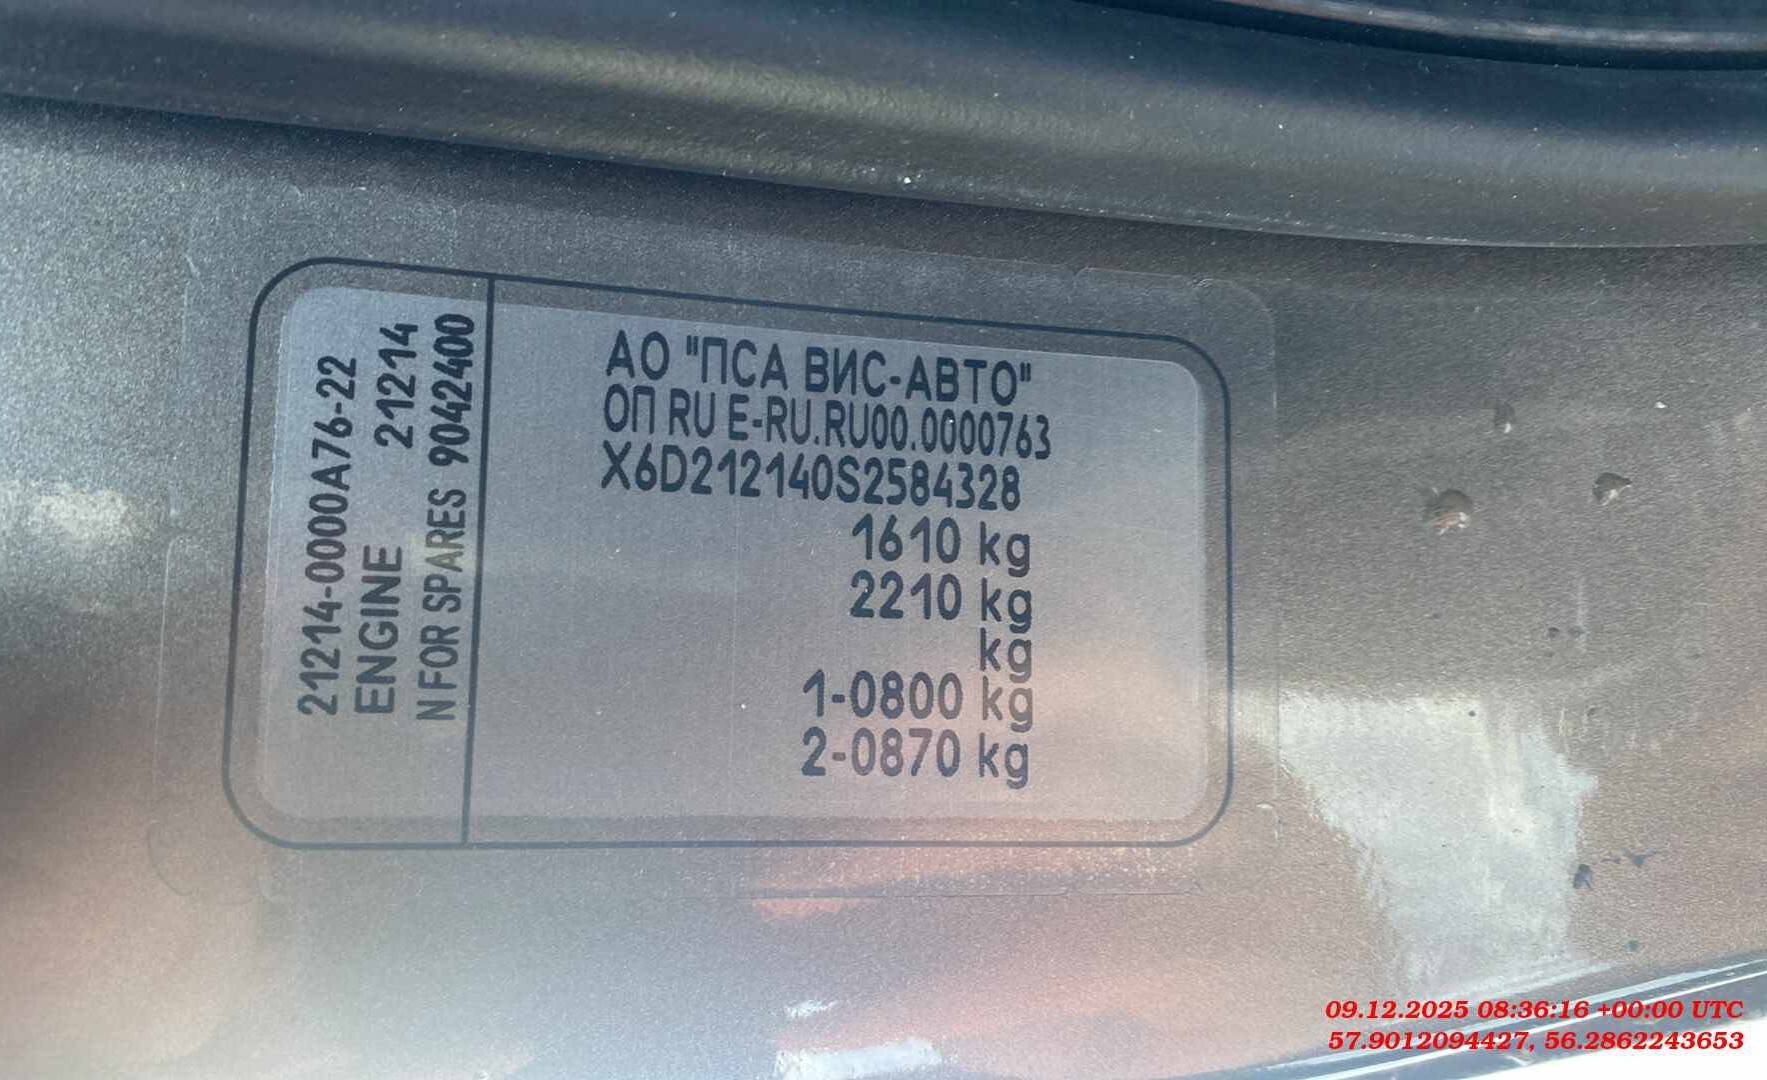 21214-0000A76-22
ENGINE 21214
N FOR SPARES 9042400
АО "ПСА ВИС-АВТО"
ОП RU E-RU.RU00.0000763
X6D212140S2584328
1610 kg
2210 kg
kg
1-0800 kg
2-0870 kg
09.12.2025 08:36:16 +00:00 UTC
57.9012094427, 56.2862243653